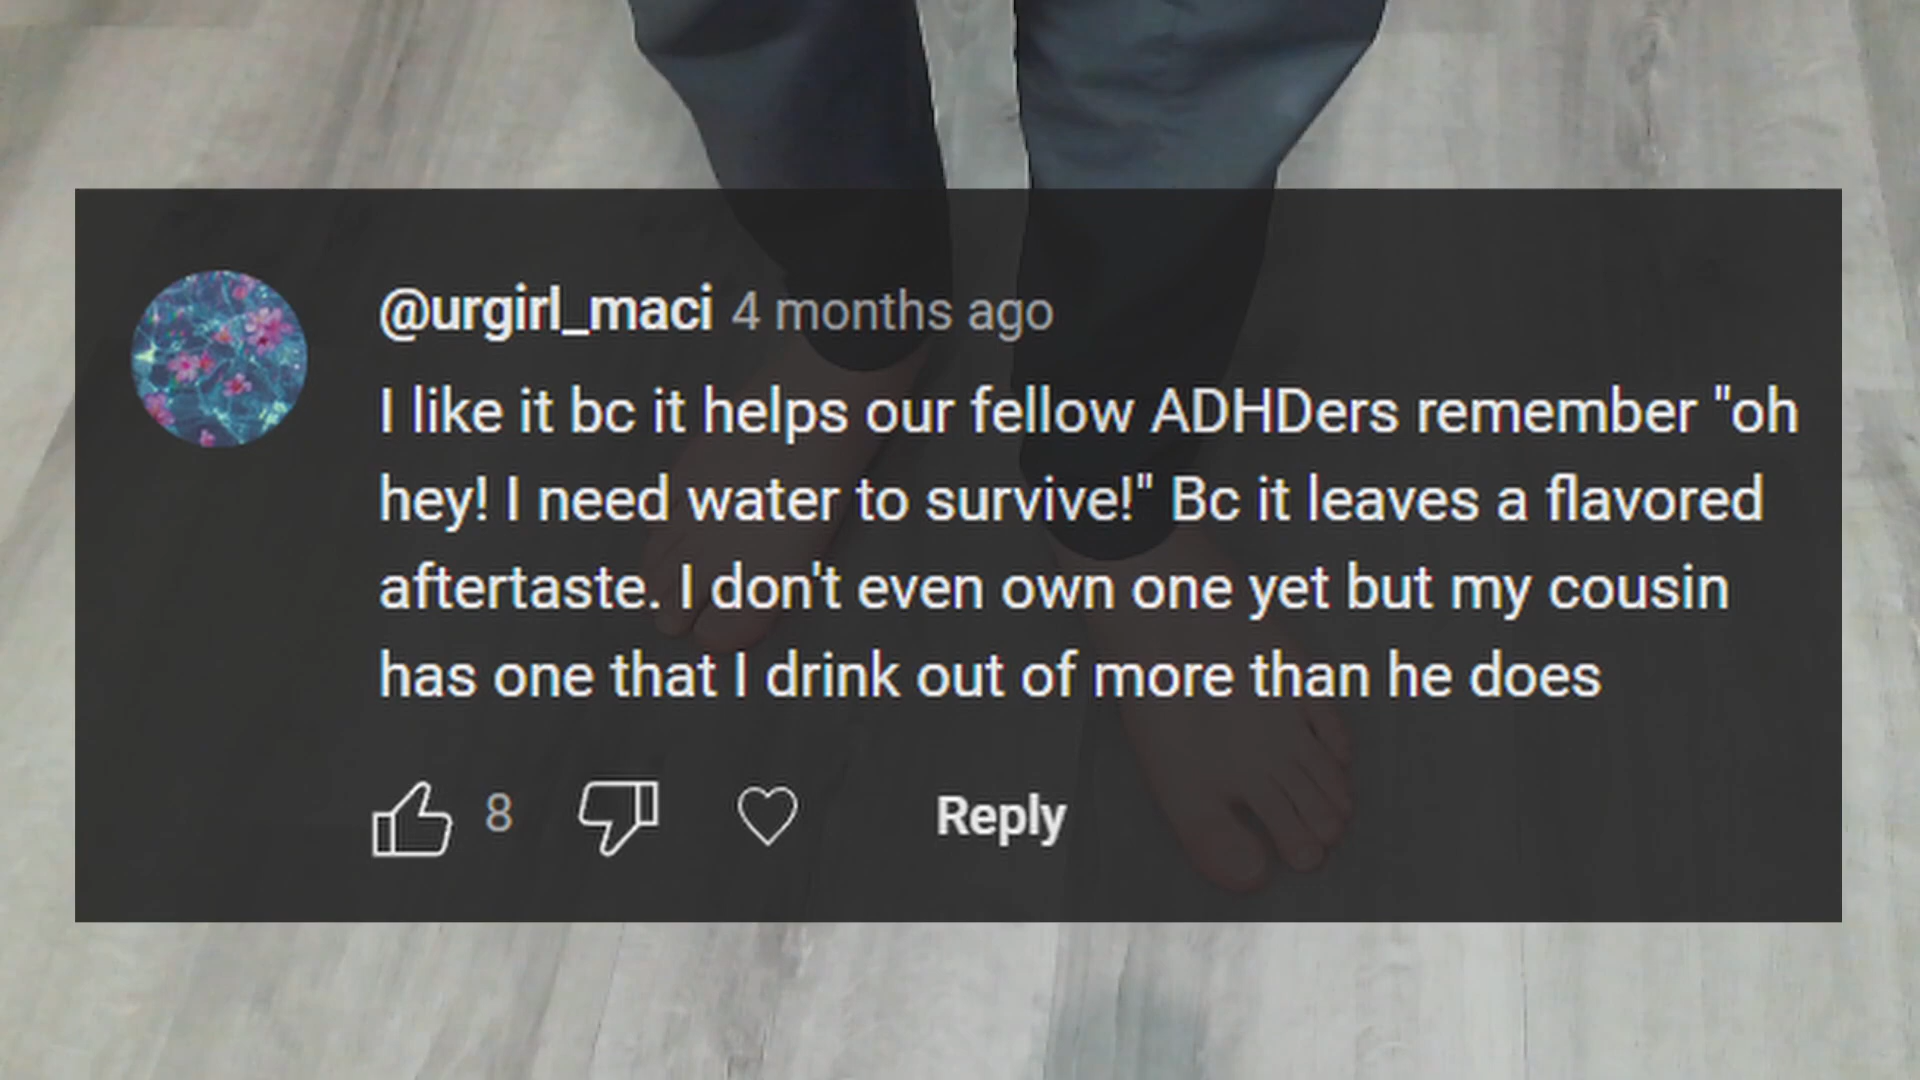 @urgirl_maci 4 months ago
I like it bc it helps our fellow ADHDers remember "oh
hey! I need water to survive!" Bc it leaves a flavored
aftertaste. I don't even own one yet but my cousin
has one that I drink out of more than he does
8
Reply